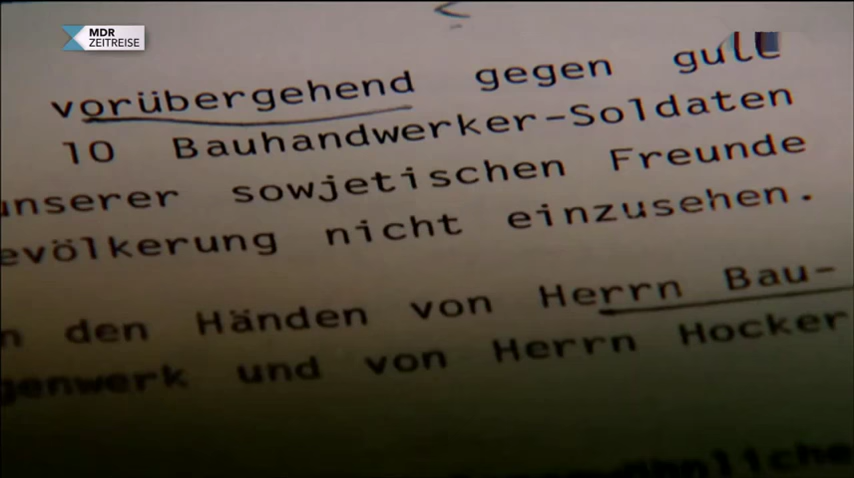 MDR
ZEITREISE
vorübergehend gegen gute
10 Bauhandwerker-Soldaten
unserer sowjetischen Freunde
evölkerung nicht einzusehen.
n den Händen von Herrn Bau-
genwerk und von Herrn Hocker